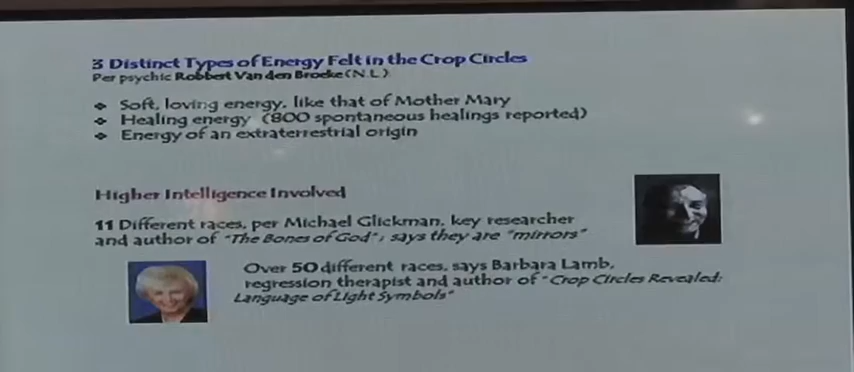 3 Distinct Types of Energy Felt in the Crop Circles
Per psychic Robbert Van den Broeke (N.L.)
❖ Soft, loving energy, like that of Mother Mary
❖ Healing energy (800 spontaneous healings reported)
❖ Energy of an extraterrestrial origin
Higher Intelligence Involved
11 Different races, per Michael Glickman, key researcher
and author of "The Bones of God"; says they are "mirrors"
Over 50 different races, says Barbara Lamb,
regression therapist and author of "Crop Circles Revealed:
Language of Light Symbols"